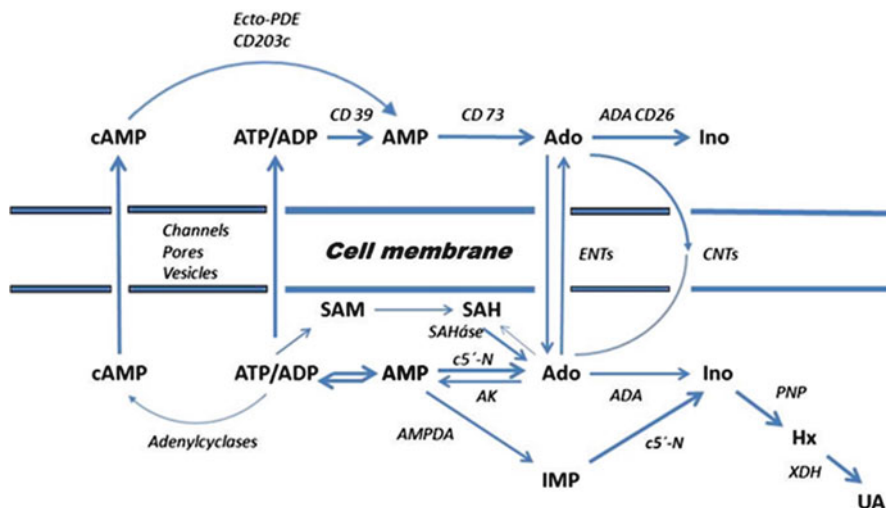 Ecto-PDE
CD203c
CD 39
CD 73
ADA CD26
cAMP
ATP/ADP
AMP
Ado
Ino
Channels
Pores
Vesicles
Cell membrane
ENTs
CNTs
SAM
SAH
SAHáse
c5´-N
cAMP
ATP/ADP
AMP
Ado
Ino
AK
ADA
PNP
Adenylcyclases
AMPDA
c5´-N
Hx
IMP
XDH
UA